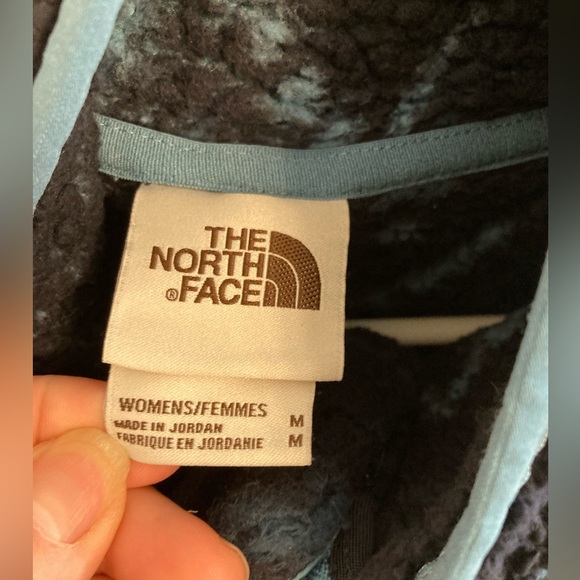 THE
NORTH
® FACE
WOMENS/FEMMES M
MADE IN JORDAN
FABRIQUE EN JORDANIE M